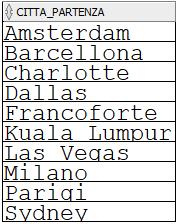 CITTA_PARTENZA
Amsterdam
Barcellona
Charlotte
Dallas
Francoforte
Kuala Lumpur
Las Vegas
Milano
Parigi
Sydney